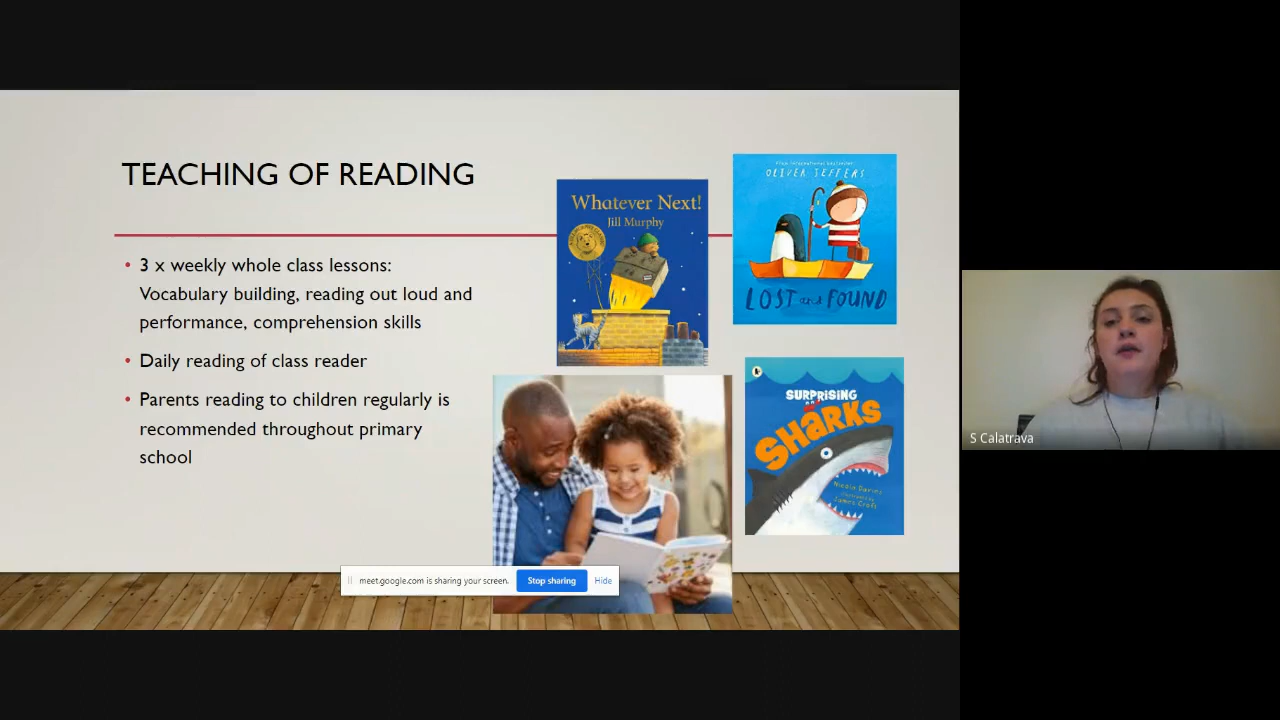 TEACHING OF READING
• 3 x weekly whole class lessons:
Vocabulary building, reading out loud and
performance, comprehension skills
• Daily reading of class reader
• Parents reading to children regularly is
recommended throughout primary
school
Whatever Next!
Jill Murphy
OLIVER JEFFERS
LOST and FOUND
SURPRISING
SHARKS
Nicola Davies
James Croft
meet.google.com is sharing your screen.
Stop sharing
Hide
S Calatrava